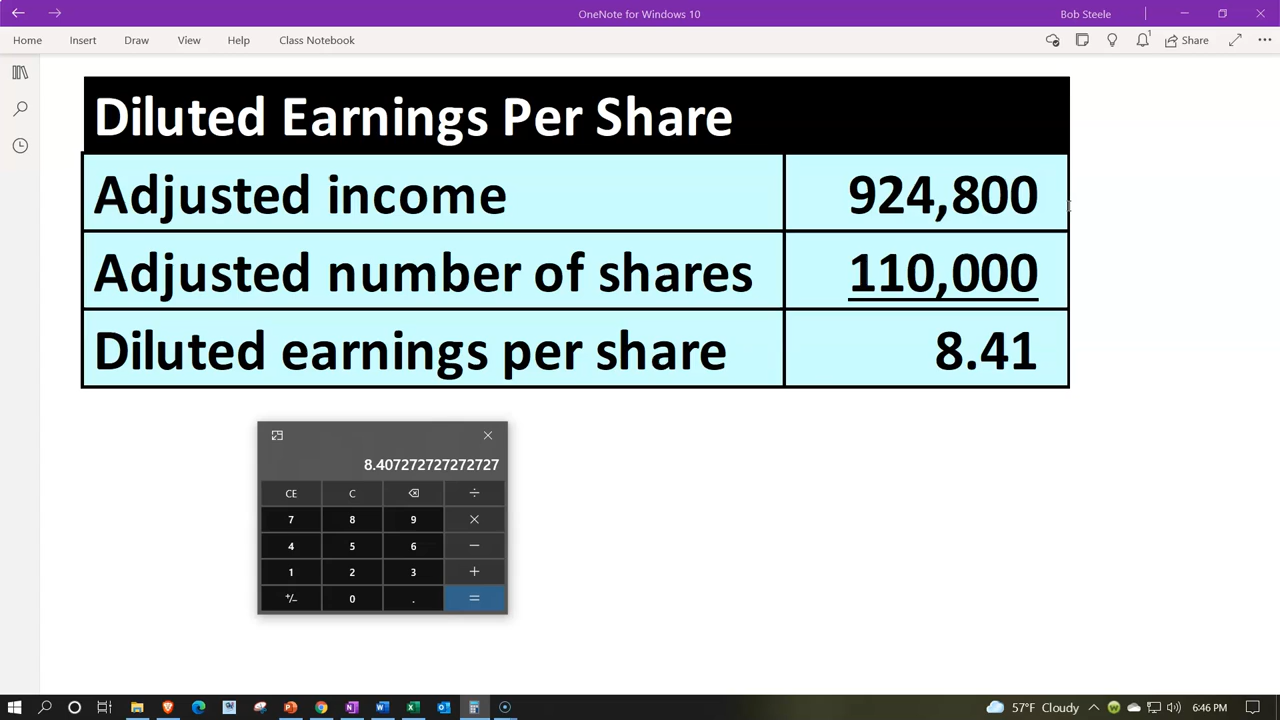 OneNote for Windows 10
Bob Steele
Home Insert Draw View Help Class Notebook
1 Share
Diluted Earnings Per Share
Adjusted income 924,800
Adjusted number of shares 110,000
Diluted earnings per share 8.41
8.407272727272727
CE C ÷
7 8 9 ×
4 5 6 −
1 2 3 +
+/− 0 . =
57°F Cloudy 6:46 PM